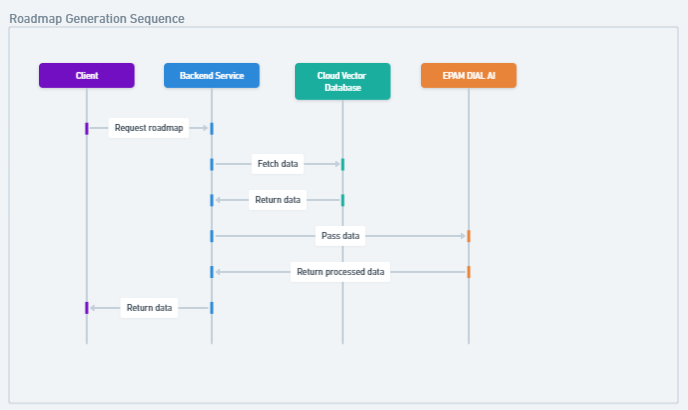 Roadmap Generation Sequence
Client
Backend Service
Cloud Vector
Database
EPAM DIAL AI
Request roadmap
Fetch data
Return data
Pass data
Return processed data
Return data